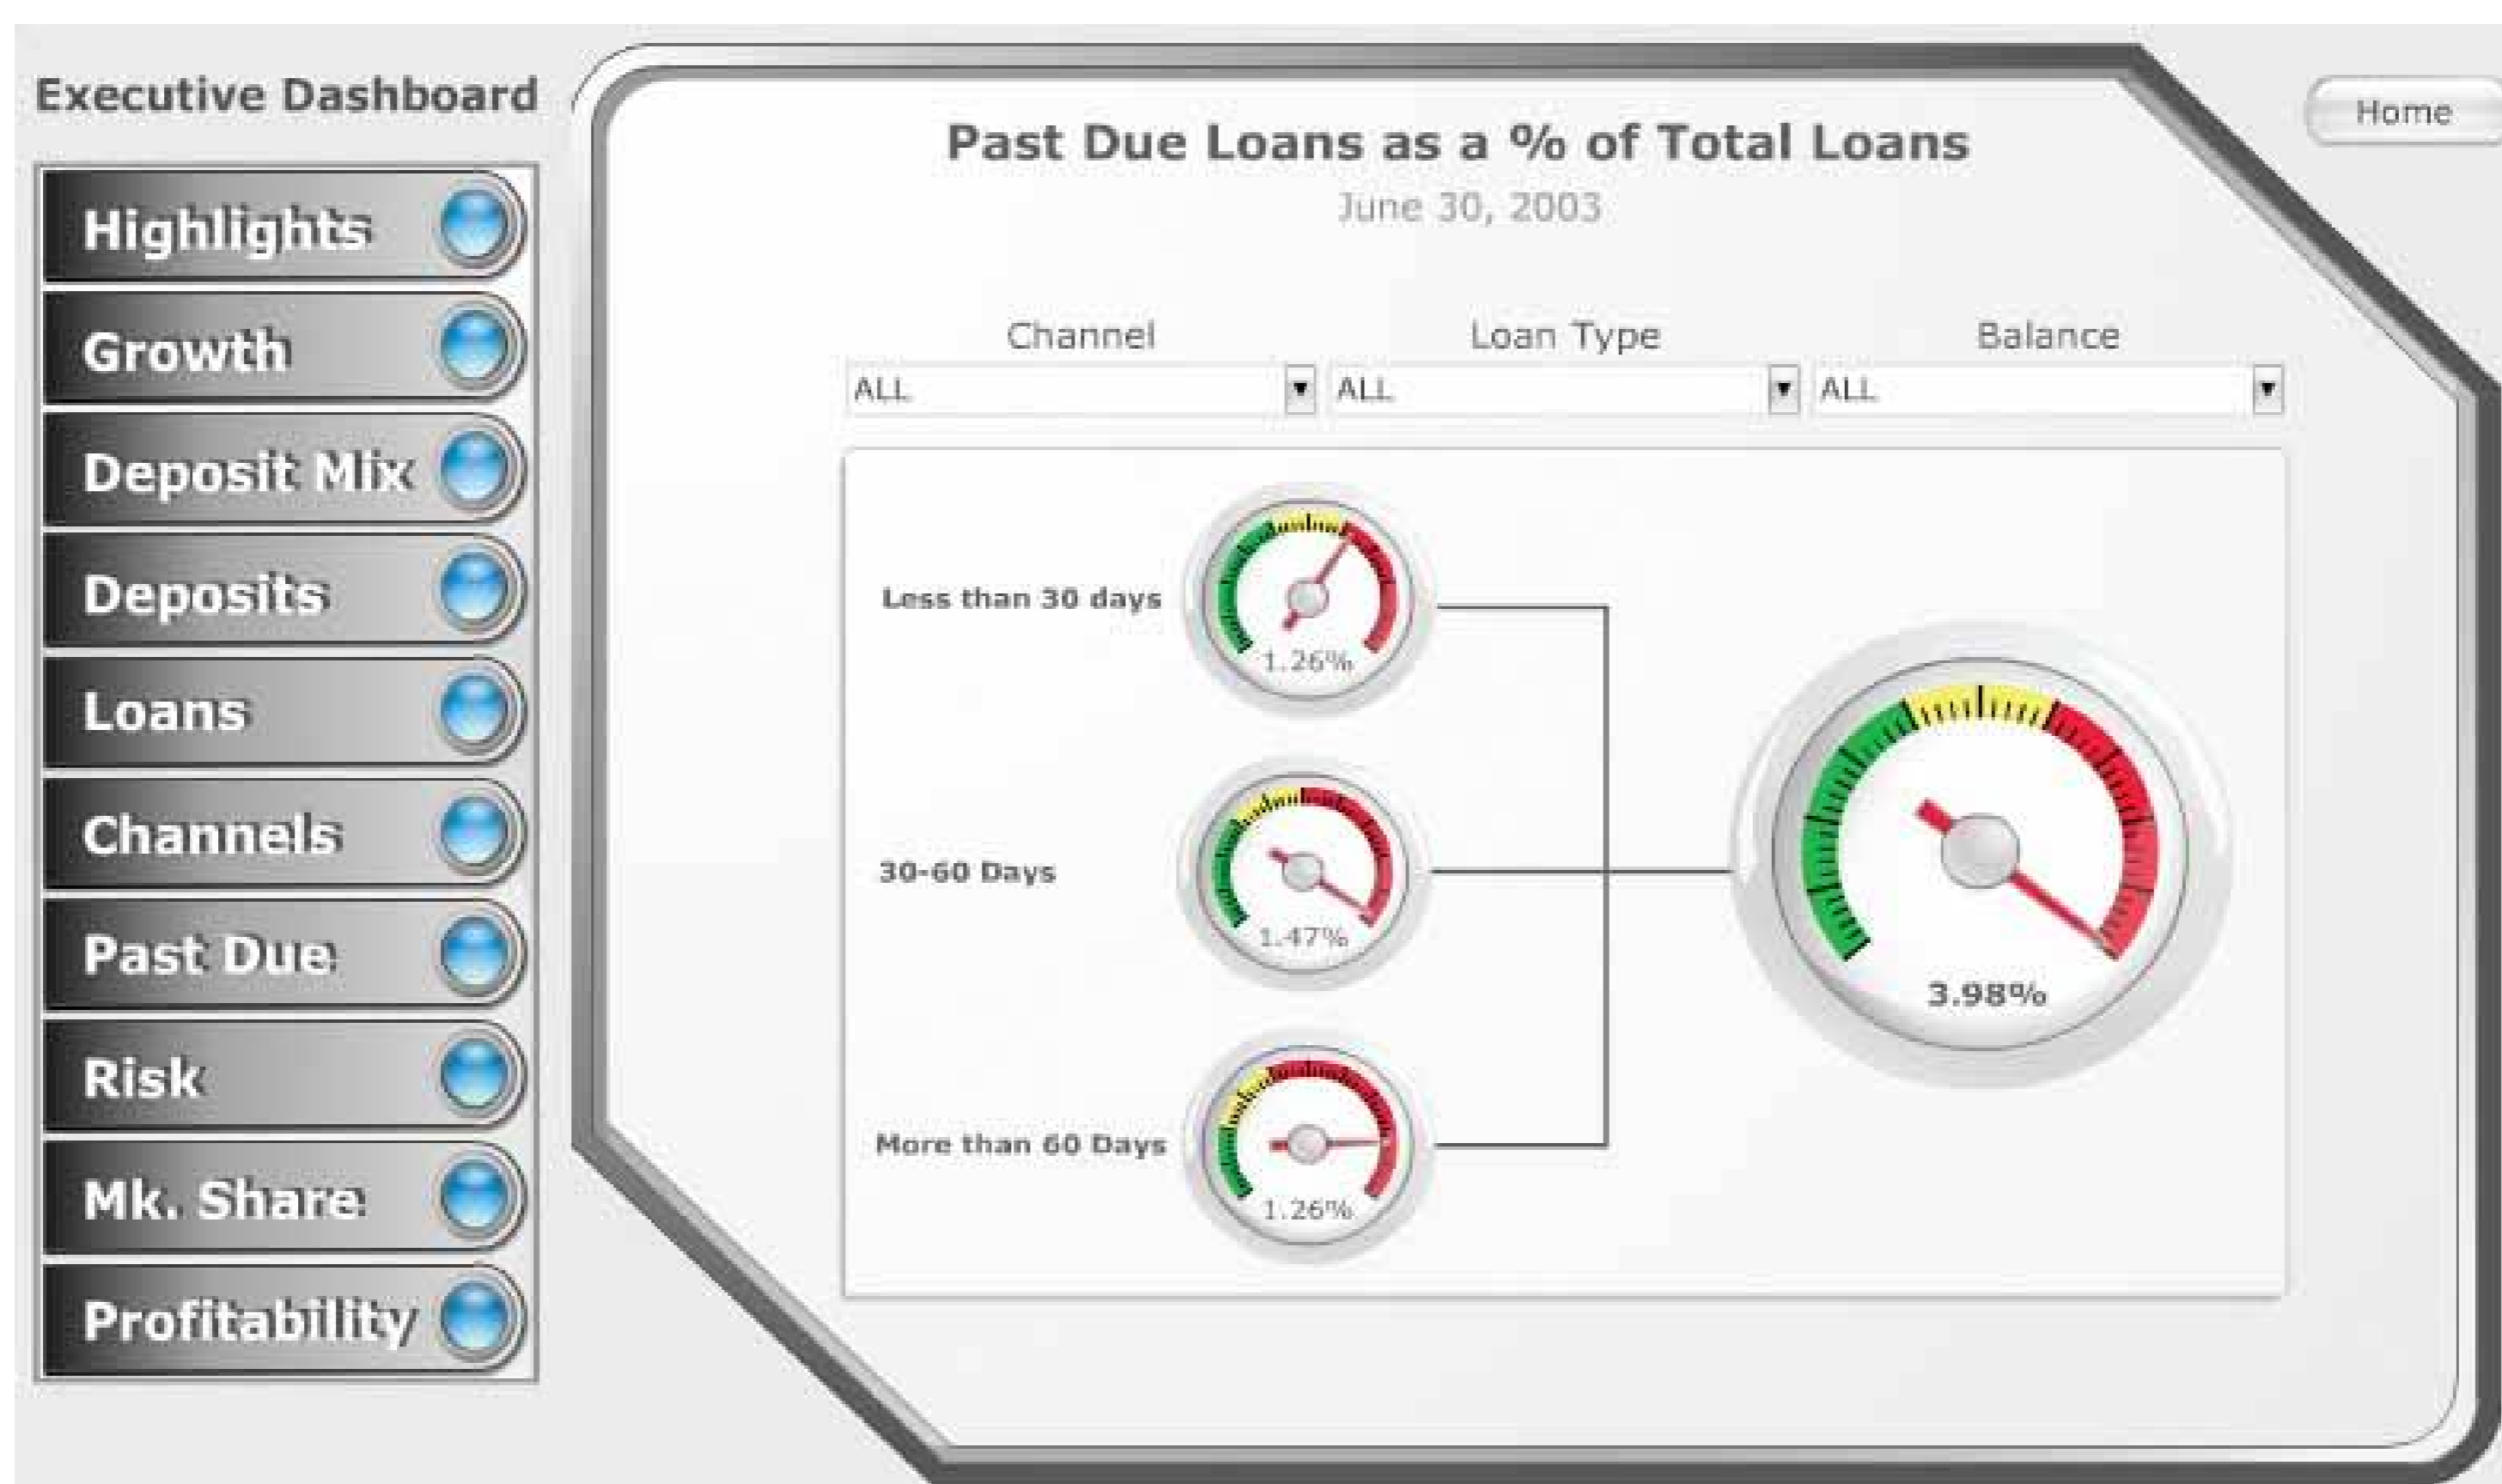 Executive Dashboard
Highlights
Growth
Deposit Mix
Deposits
Loans
Channels
Past Due
Risk
Mk. Share
Profitability
Home
Past Due Loans as a % of Total Loans
June 30, 2003
Channel Loan Type Balance
ALL ALL ALL
Less than 30 days
1.26%
30-60 Days
1.47%
More than 60 Days
1.26%
3.98%